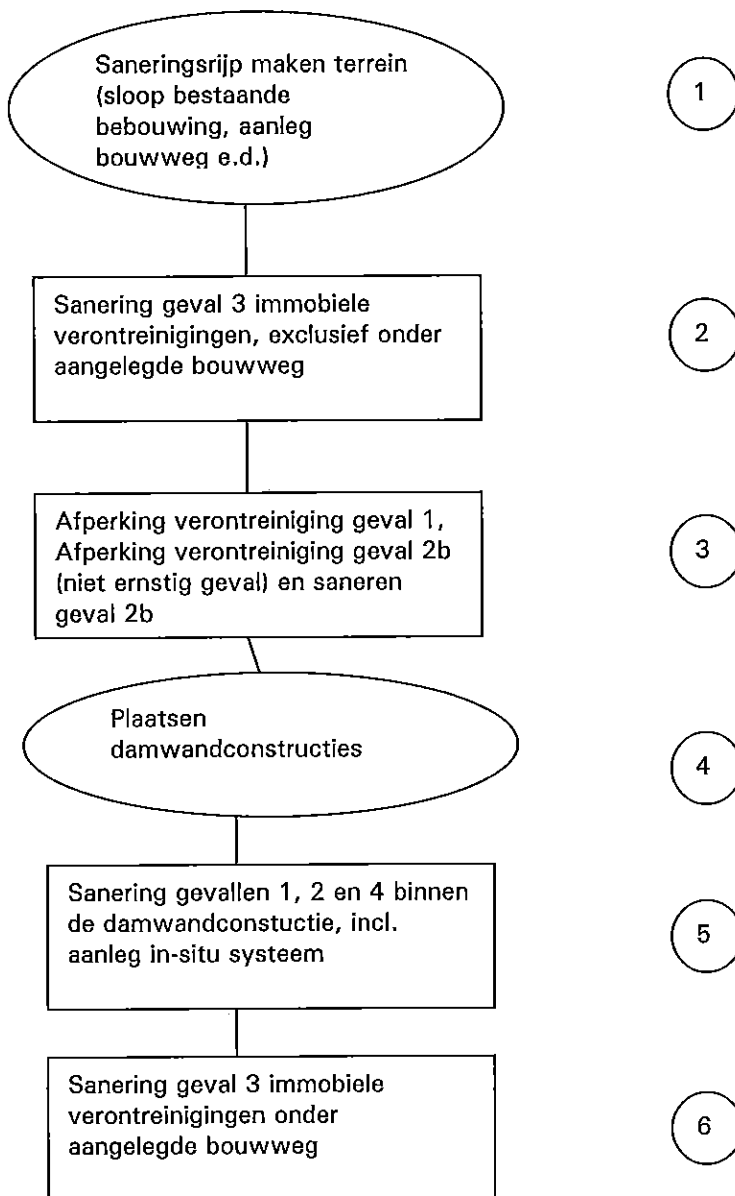 Saneringsrijp maken terrein
(sloop bestaande
bebouwing, aanleg
bouwweg e.d.)
1
Sanering geval 3 immobiele
verontreinigingen, exclusief onder
aangelegde bouwweg
2
Afperking verontreiniging geval 1,
Afperking verontreiniging geval 2b
(niet ernstig geval) en saneren
geval 2b
3
Plaatsen
damwandconstructies
4
Sanering gevallen 1, 2 en 4 binnen
de damwandconstuctie, incl.
aanleg in-situ systeem
5
Sanering geval 3 immobiele
verontreinigingen onder
aangelegde bouwweg
6